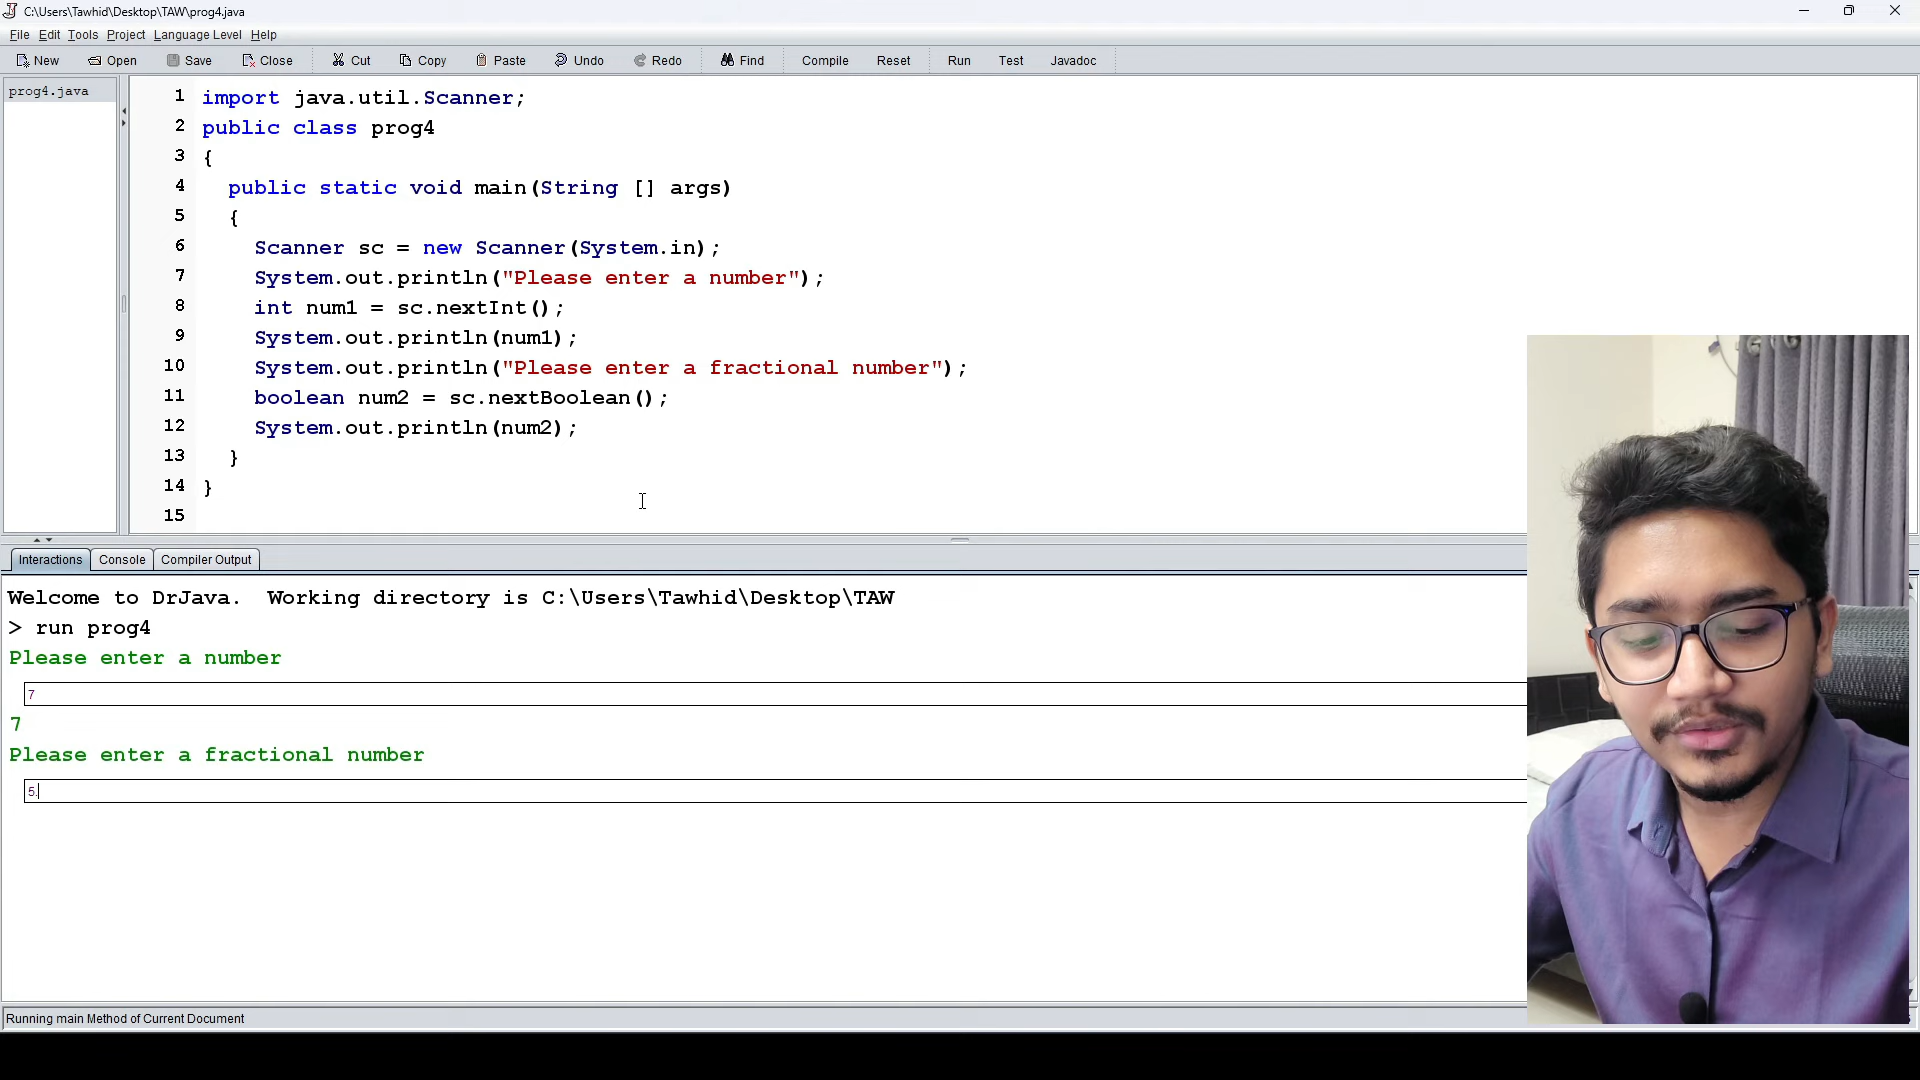 C:\Users\Tawhid\Desktop\TAW\prog4.java
File Edit Tools Project Language Level Help
New Open Save Close Cut Copy Paste Undo Redo Find Compile Reset Run Test Javadoc
prog4.java
1 import java.util.Scanner;
2 public class prog4
3 {
4 public static void main(String [] args)
5 {
6 Scanner sc = new Scanner(System.in);
7 System.out.println("Please enter a number");
8 int num1 = sc.nextInt();
9 System.out.println(num1);
10 System.out.println("Please enter a fractional number");
11 boolean num2 = sc.nextBoolean();
12 System.out.println(num2);
13 }
14 }
15
Interactions Console Compiler Output
Welcome to DrJava. Working directory is C:\Users\Tawhid\Desktop\TAW
> run prog4
Please enter a number
7
7
Please enter a fractional number
5.
Running main Method of Current Document